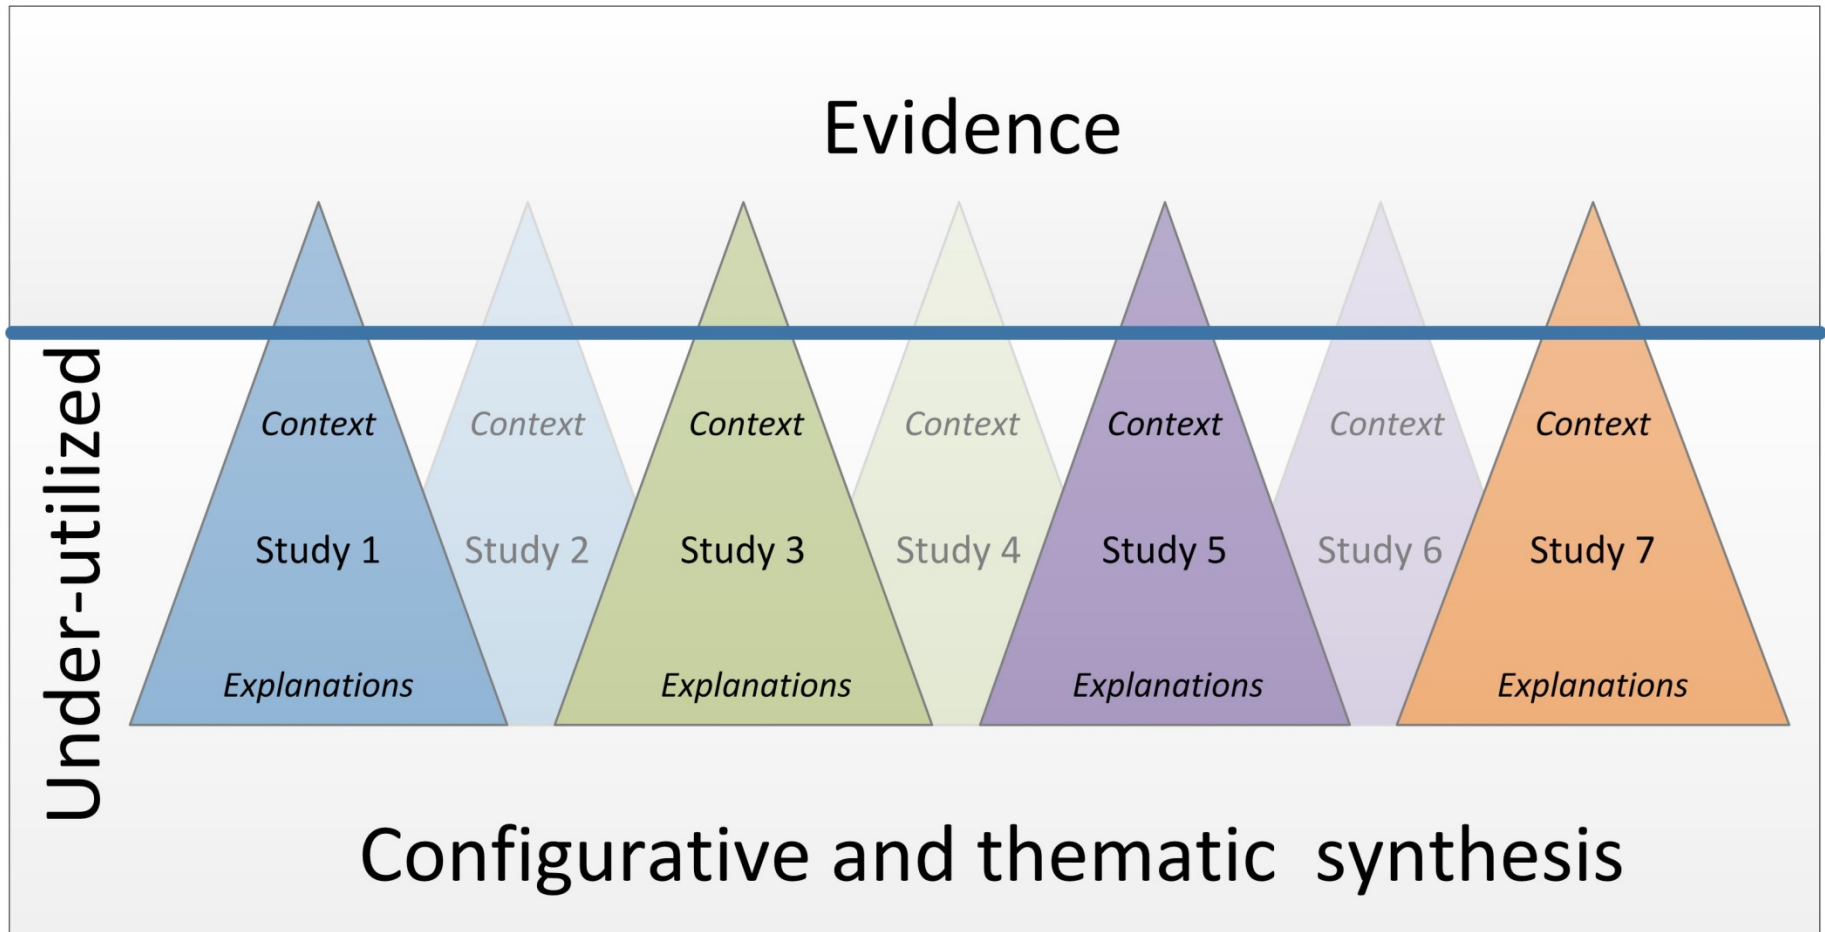 Evidence
Under-utilized
Context Context Context Context Context Context Context
Study 1 Study 2 Study 3 Study 4 Study 5 Study 6 Study 7
Explanations Explanations Explanations Explanations
Configurative and thematic  synthesis